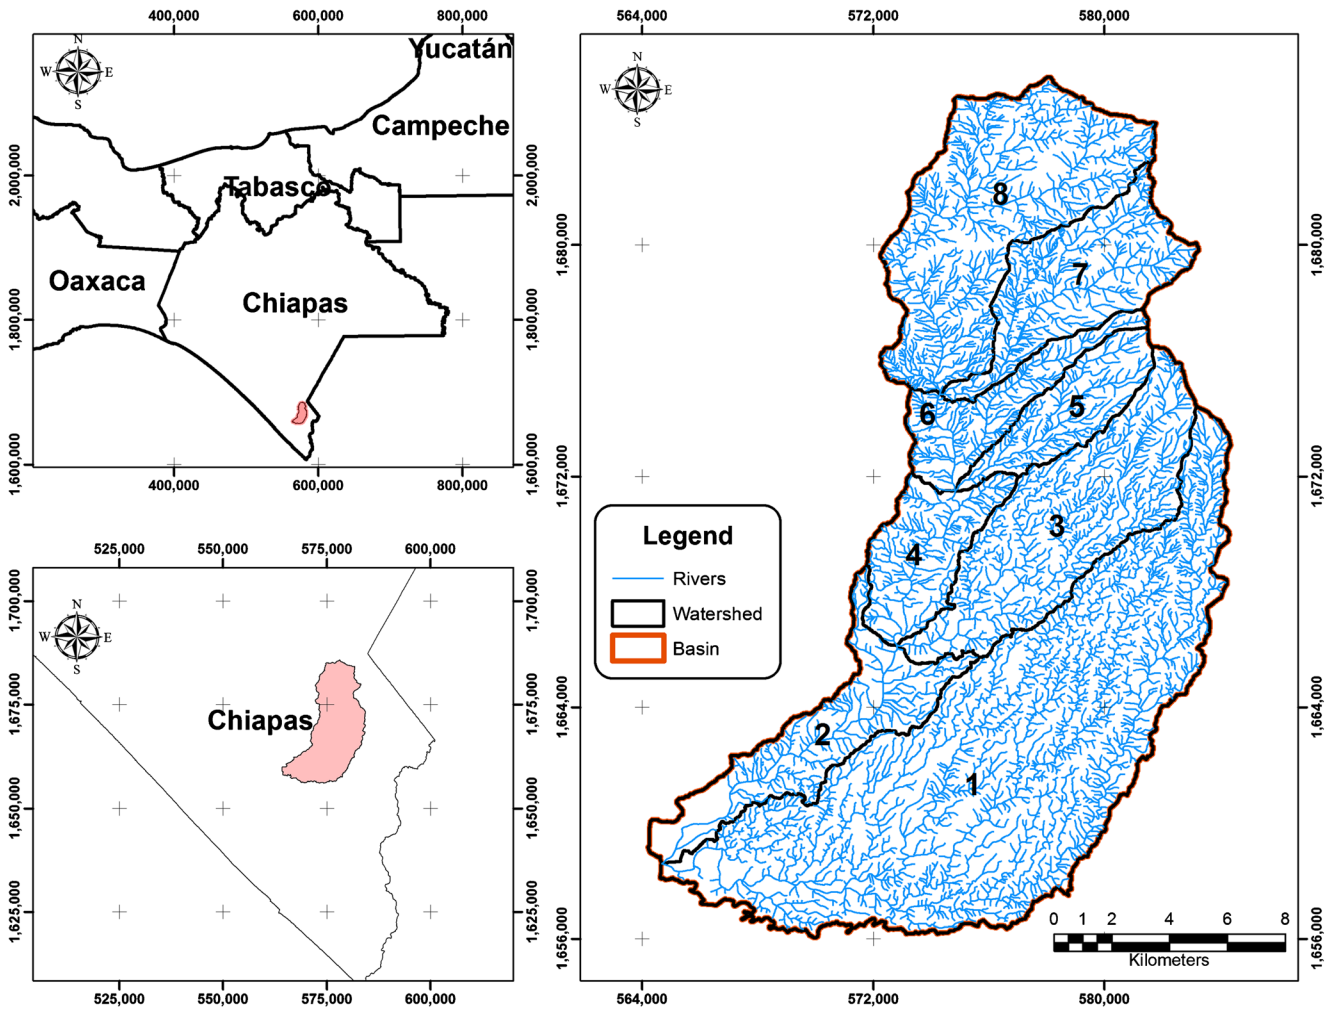 400,000 600,000 800,000
N
W E
S
Yucatán
Campeche
Tabasco
Oaxaca
Chiapas
2,000,000 2,000,000
1,800,000 1,800,000
1,600,000 1,600,000
400,000 600,000 800,000
525,000 550,000 575,000 600,000
N
W E
S
Chiapas
1,700,000 1,700,000
1,675,000 1,675,000
1,650,000 1,650,000
1,625,000 1,625,000
525,000 550,000 575,000 600,000
564,000 572,000 580,000
N
W E
S
8
7
6
5
4
3
2
1
1,680,000 1,680,000
1,672,000 1,672,000
1,664,000 1,664,000
1,656,000 1,656,000
Legend
Rivers
Watershed
Basin
0 1 2 4 6 8
Kilometers
564,000 572,000 580,000